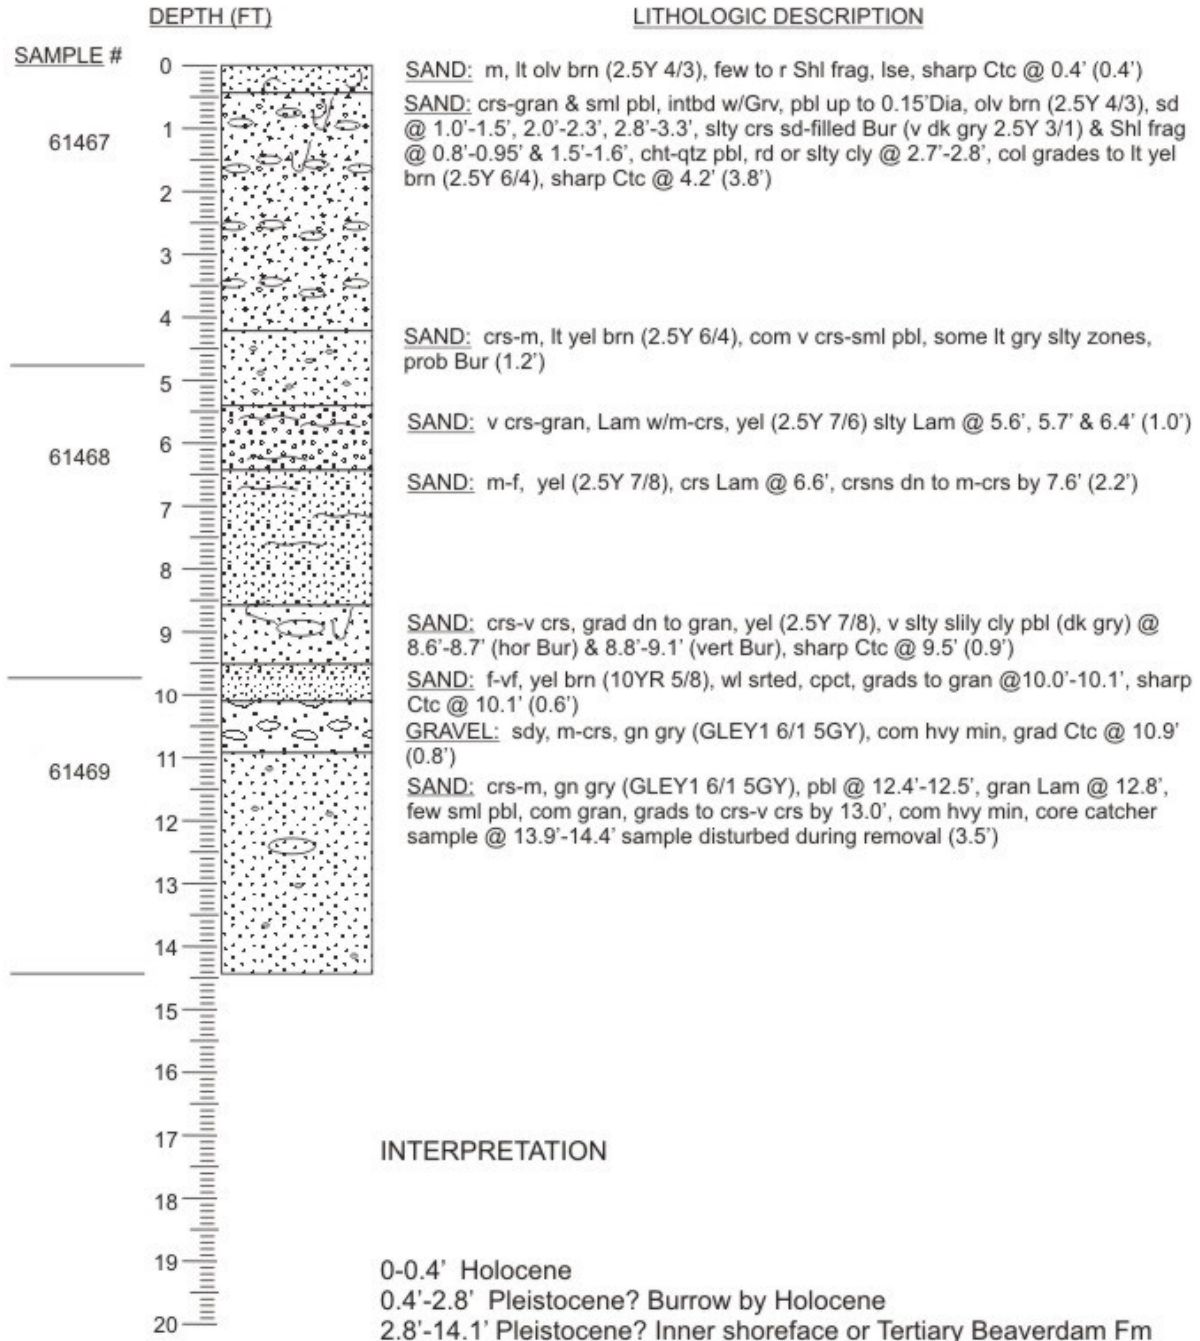 DEPTH (FT)
LITHOLOGIC DESCRIPTION
SAMPLE #
0
SAND: m, lt olv brn (2.5Y 4/3), few to r Shl frag, lse, sharp Ctc @ 0.4’ (0.4’)
SAND: crs-gran & sml pbl, intbd w/Grv, pbl up to 0.15’Dia, olv brn (2.5Y 4/3), sd
@ 1.0’-1.5’, 2.0’-2.3’, 2.8’-3.3’, slty crs sd-filled Bur (v dk gry 2.5Y 3/1) & Shl frag
@ 0.8’-0.95’ & 1.5’-1.6’, cht-qtz pbl, rd or slty cly @ 2.7’-2.8’, col grades to lt yel
brn (2.5Y 6/4), sharp Ctc @ 4.2’ (3.8’)
1
61467
2
3
4
SAND: crs-m, lt yel brn (2.5Y 6/4), com v crs-sml pbl, some lt gry slty zones,
prob Bur (1.2’)
5
SAND: v crs-gran, Lam w/m-crs, yel (2.5Y 7/6) slty Lam @ 5.6’, 5.7’ & 6.4’ (1.0’)
6
61468
SAND: m-f, yel (2.5Y 7/8), crs Lam @ 6.6’, crsns dn to m-crs by 7.6’ (2.2’)
7
8
9
SAND: crs-v crs, grad dn to gran, yel (2.5Y 7/8), v slty slily cly pbl (dk gry) @
8.6’-8.7’ (hor Bur) & 8.8’-9.1’ (vert Bur), sharp Ctc @ 9.5’ (0.9’)
SAND: f-vf, yel brn (10YR 5/8), wl srted, cpct, grads to gran @10.0’-10.1’, sharp
Ctc @ 10.1’ (0.6’)
10
GRAVEL: sdy, m-crs, gn gry (GLEY1 6/1 5GY), com hvy min, grad Ctc @ 10.9’
(0.8’)
11
61469
SAND: crs-m, gn gry (GLEY1 6/1 5GY), pbl @ 12.4’-12.5’, gran Lam @ 12.8’,
few sml pbl, com gran, grads to crs-v crs by 13.0’, com hvy min, core catcher
sample @ 13.9’-14.4’ sample disturbed during removal (3.5’)
12
13
14
15
16
17
INTERPRETATION
18
19
0-0.4’ Holocene
0.4’-2.8’ Pleistocene? Burrow by Holocene
20
2.8’-14.1’ Pleistocene? Inner shoreface or Tertiary Beaverdam Fm